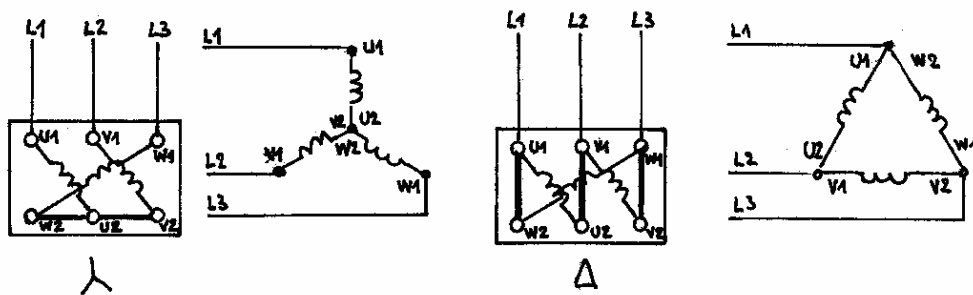 L1 L2 L3
U1 V1 W1
W2 U2 V2
L1
U1
V2 U2
W2
L2 V1
W1
L3
L1 L2 L3
U1 V1 W1
W2 U2 V2
Δ
L1
U1 W2
U2 W1
L2
V1 V2
L3